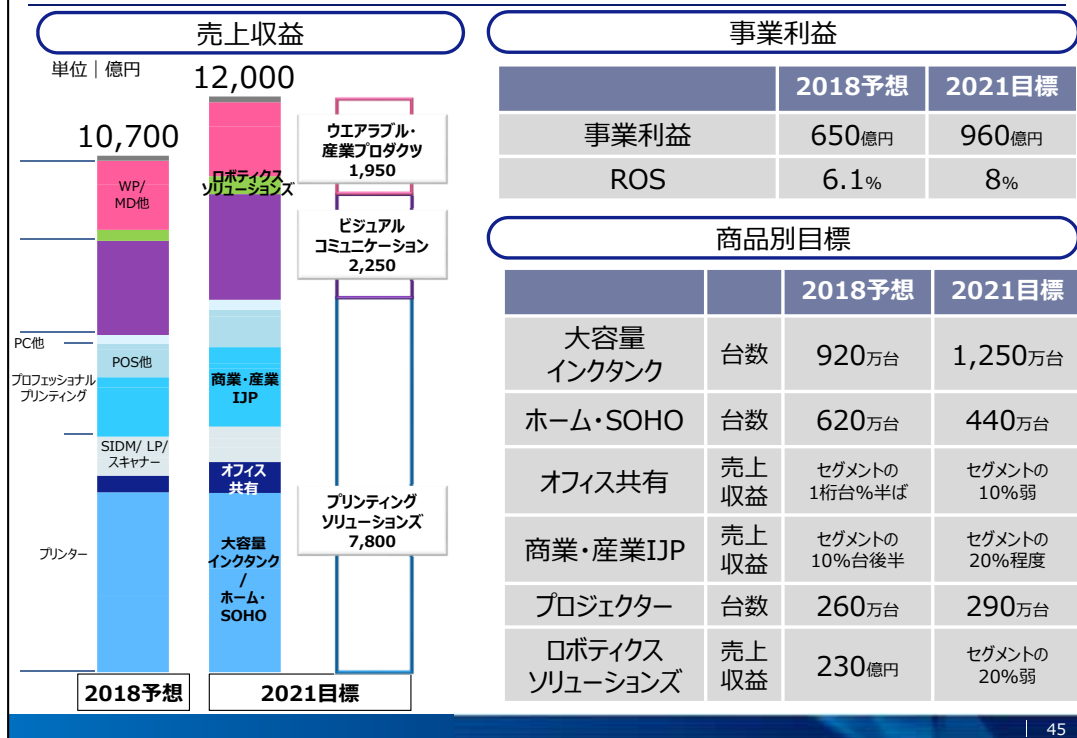 売上収益
単位｜億円
10,700
12,000
WP/
MD他
PC他
POS他
プロフェッショナル
プリンティング
SIDM/ LP/
スキャナー
プリンター
ロボティクス
ソリューションズ
商業・産業
IJP
オフィス
共有
大容量
インクタンク
/
ホーム・
SOHO
ウエアラブル・
産業プロダクツ
1,950
ビジュアル
コミュニケーション
2,250
プリンティング
ソリューションズ
7,800
2018予想
2021目標
事業利益
2018予想 2021目標
事業利益 650億円 960億円
ROS 6.1% 8%
商品別目標
2018予想 2021目標
大容量
インクタンク 台数 920万台 1,250万台
ホーム・SOHO 台数 620万台 440万台
オフィス共有 売上
収益 セグメントの
1桁台%半ば セグメントの
10%弱
商業・産業IJP 売上
収益 セグメントの
10%台後半 セグメントの
20%程度
プロジェクター 台数 260万台 290万台
ロボティクス
ソリューションズ 売上
収益 230億円 セグメントの
20%弱
45